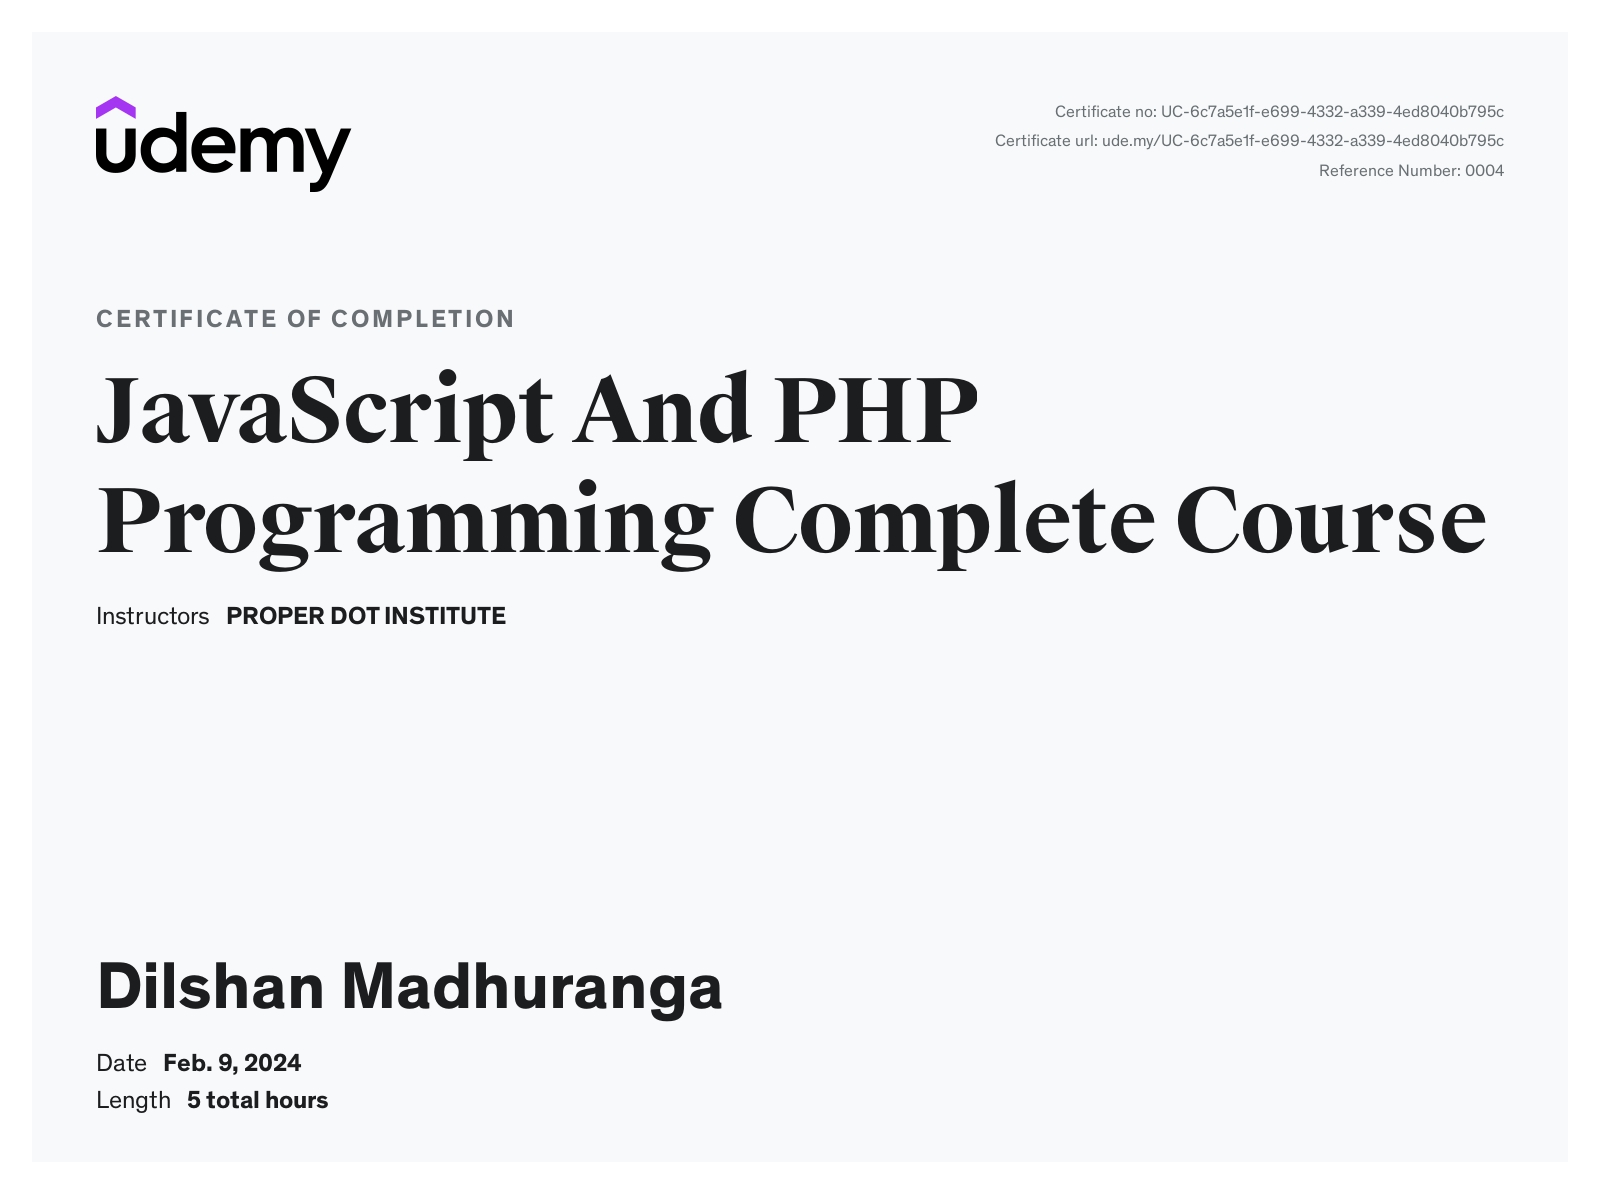 udemy
Certificate no: UC-6c7a5e1f-e699-4332-a339-4ed8040b795c
Certificate url: ude.my/UC-6c7a5e1f-e699-4332-a339-4ed8040b795c
Reference Number: 0004
CERTIFICATE OF COMPLETION
JavaScript And PHP
Programming Complete Course
Instructors PROPER DOT INSTITUTE
Dilshan Madhuranga
Date Feb. 9, 2024
Length 5 total hours